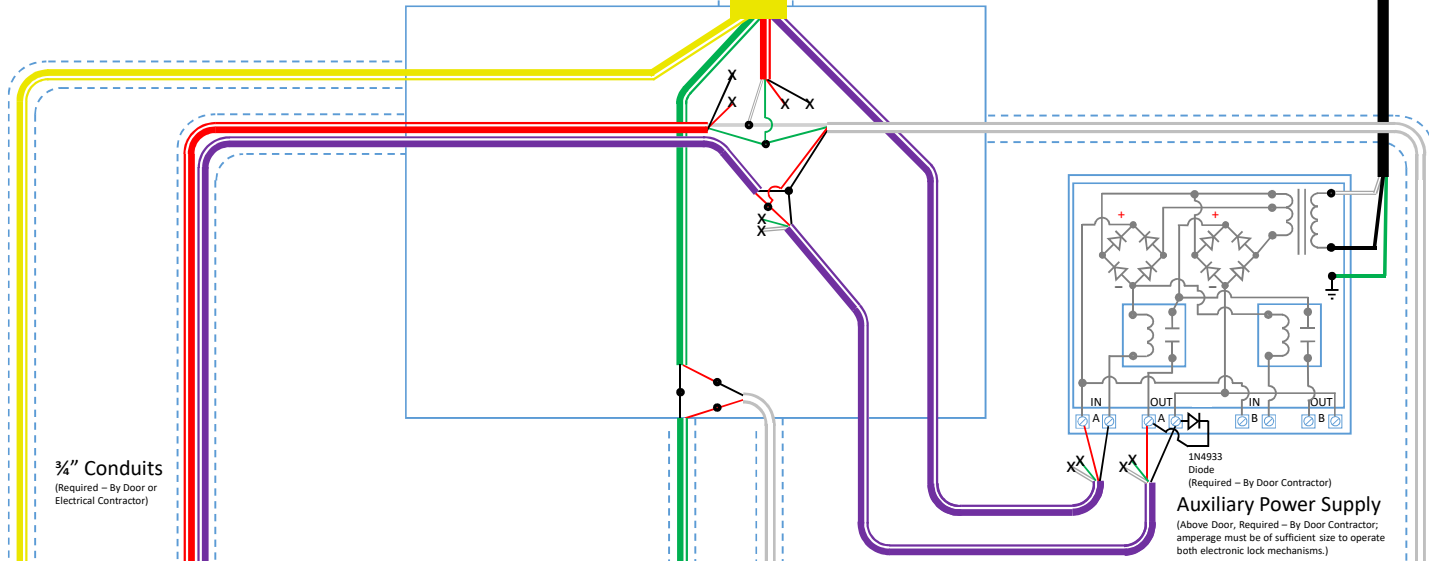 X
X
X
X
+
+
X
X
−
−
IN
OUT
IN
OUT
A
A
B
B
X
X
X
X
1N4933
Diode
(Required – By Door Contractor)
¾” Conduits
(Required – By Door or
Electrical Contractor)
Auxiliary Power Supply
(Above Door, Required – By Door Contractor;
amperage must be of sufficient size to operate
both electronic lock mechanisms.)